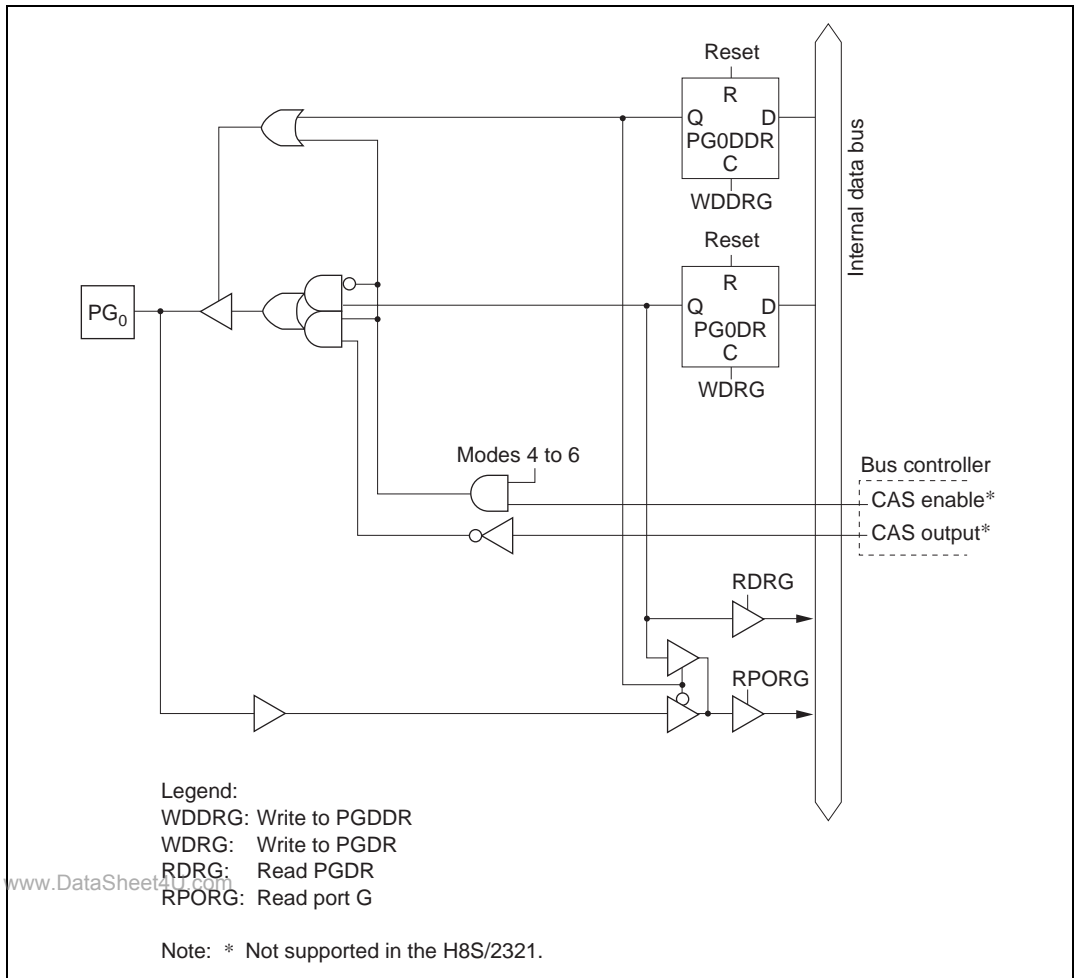 Reset
R
Q D
PG0DDR
C
WDDRG
Internal data bus
Reset
R
Q D
PG0DR
C
WDRG
PG0
Modes 4 to 6
Bus controller
CAS enable*
CAS output*
RDRG
RPORG
Legend:
WDDRG: Write to PGDDR
WDRG: Write to PGDR
RDRG: Read PGDR
www.DataSheet4U.com
RPORG: Read port G
Note: * Not supported in the H8S/2321.